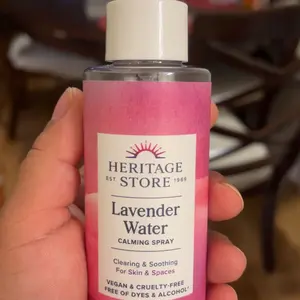 HERITAGE
EST STORE 1969
Lavender
Water
CALMING SPRAY
Clearing & Soothing
For Skin & Spaces
VEGAN & CRUELTY-FREE
FREE OF DYES & ALCOHOL*